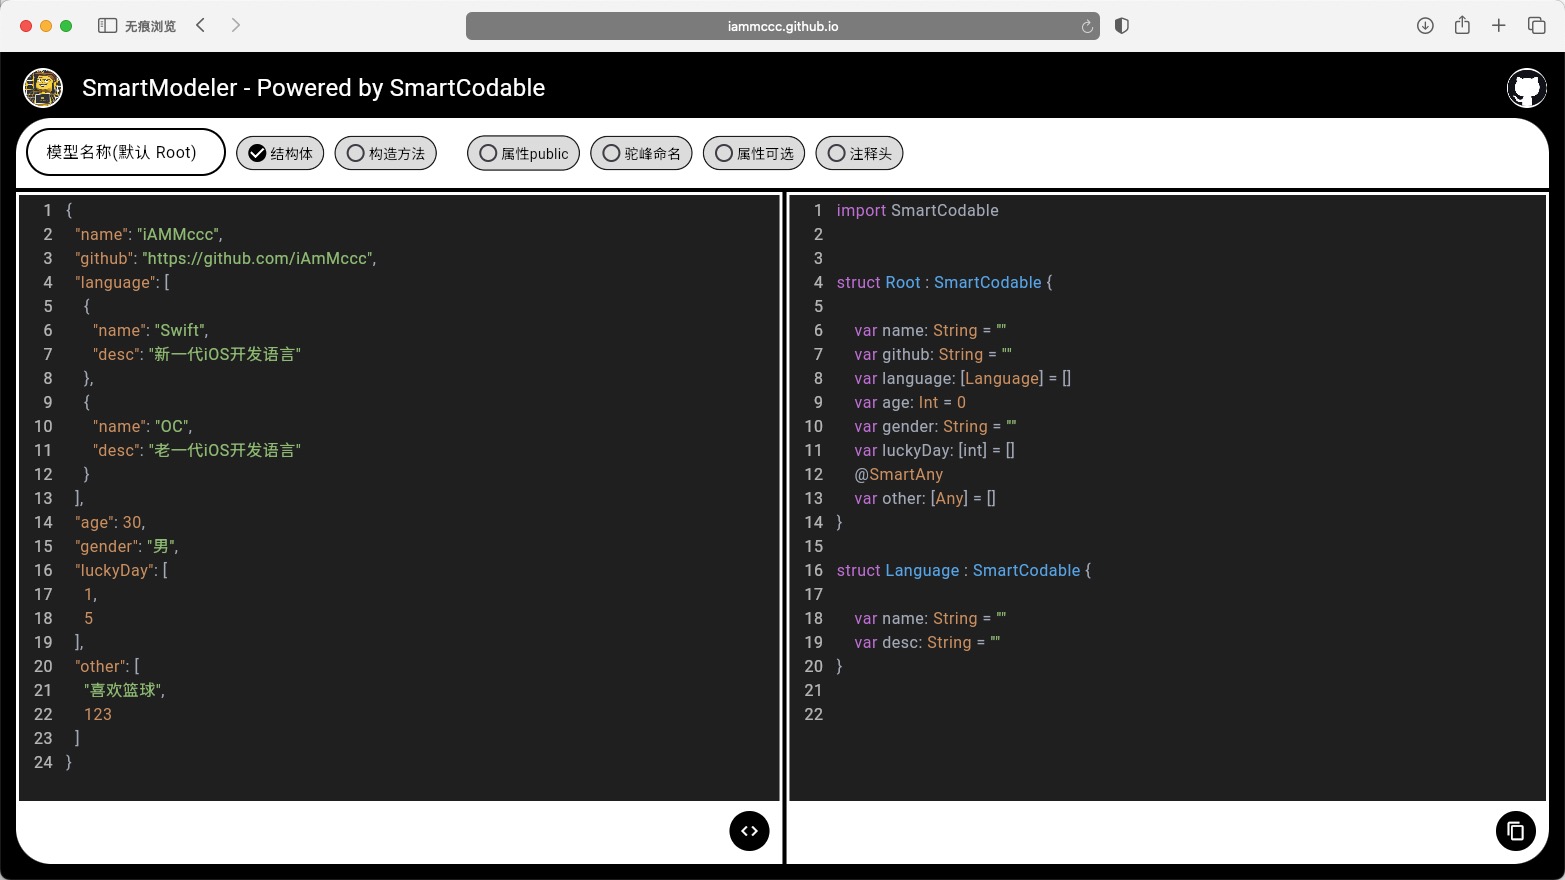 无痕浏览
iammccc.github.io
SmartModeler - Powered by SmartCodable
模型名称(默认 Root) 结构体 构造方法 属性public 驼峰命名 属性可选 注释头
1 {
2 "name": "iAMMccc",
3 "github": "https://github.com/iAmMccc",
4 "language": [
5 {
6 "name": "Swift",
7 "desc": "新一代iOS开发语言"
8 },
9 {
10 "name": "OC",
11 "desc": "老一代iOS开发语言"
12 }
13 ],
14 "age": 30,
15 "gender": "男",
16 "luckyDay": [
17 1,
18 5
19 ],
20 "other": [
21 "喜欢篮球",
22 123
23 ]
24 }
1 import SmartCodable
2
3
4 struct Root : SmartCodable {
5
6 var name: String = ""
7 var github: String = ""
8 var language: [Language] = []
9 var age: Int = 0
10 var gender: String = ""
11 var luckyDay: [int] = []
12 @SmartAny
13 var other: [Any] = []
14 }
15
16 struct Language : SmartCodable {
17
18 var name: String = ""
19 var desc: String = ""
20 }
21
22